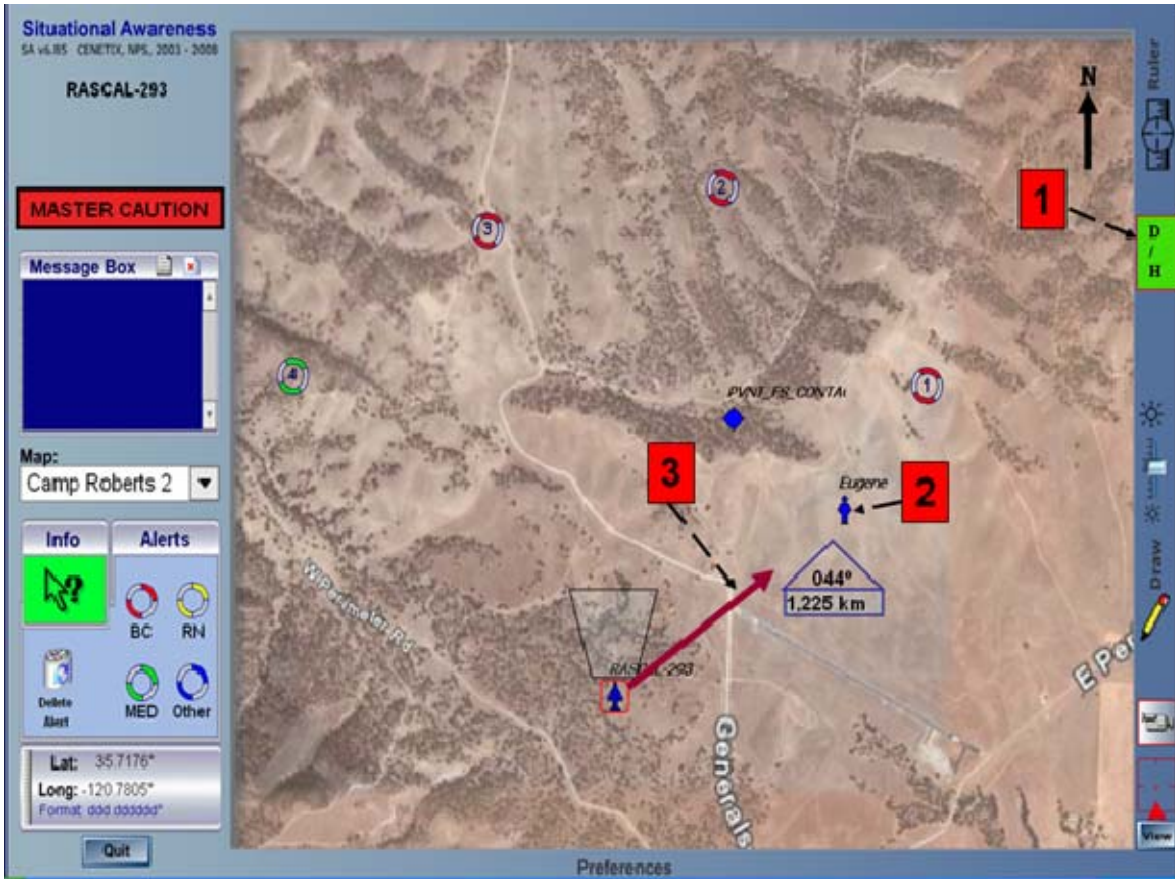 Situational Awareness
SA v6.I85 CENETIX, NPS, 2003 - 2008
RASCAL-293
MASTER CAUTION
Message Box
Map:
Camp Roberts 2
Info
Alerts
?
BC
RN
Delete
Alert
MED
Other
Lat: 35.7176°
Long: -120.7805°
Format: ddd.dddddd°
Quit
N
1
2
3
4
1
PVNT_FS_CONTA
3
Eugene
2
044°
1,225 km
W Perimeter Rd
RASCAL-293
Generals
E Per
Preferences
Ruler
D
/
H
Draw
View